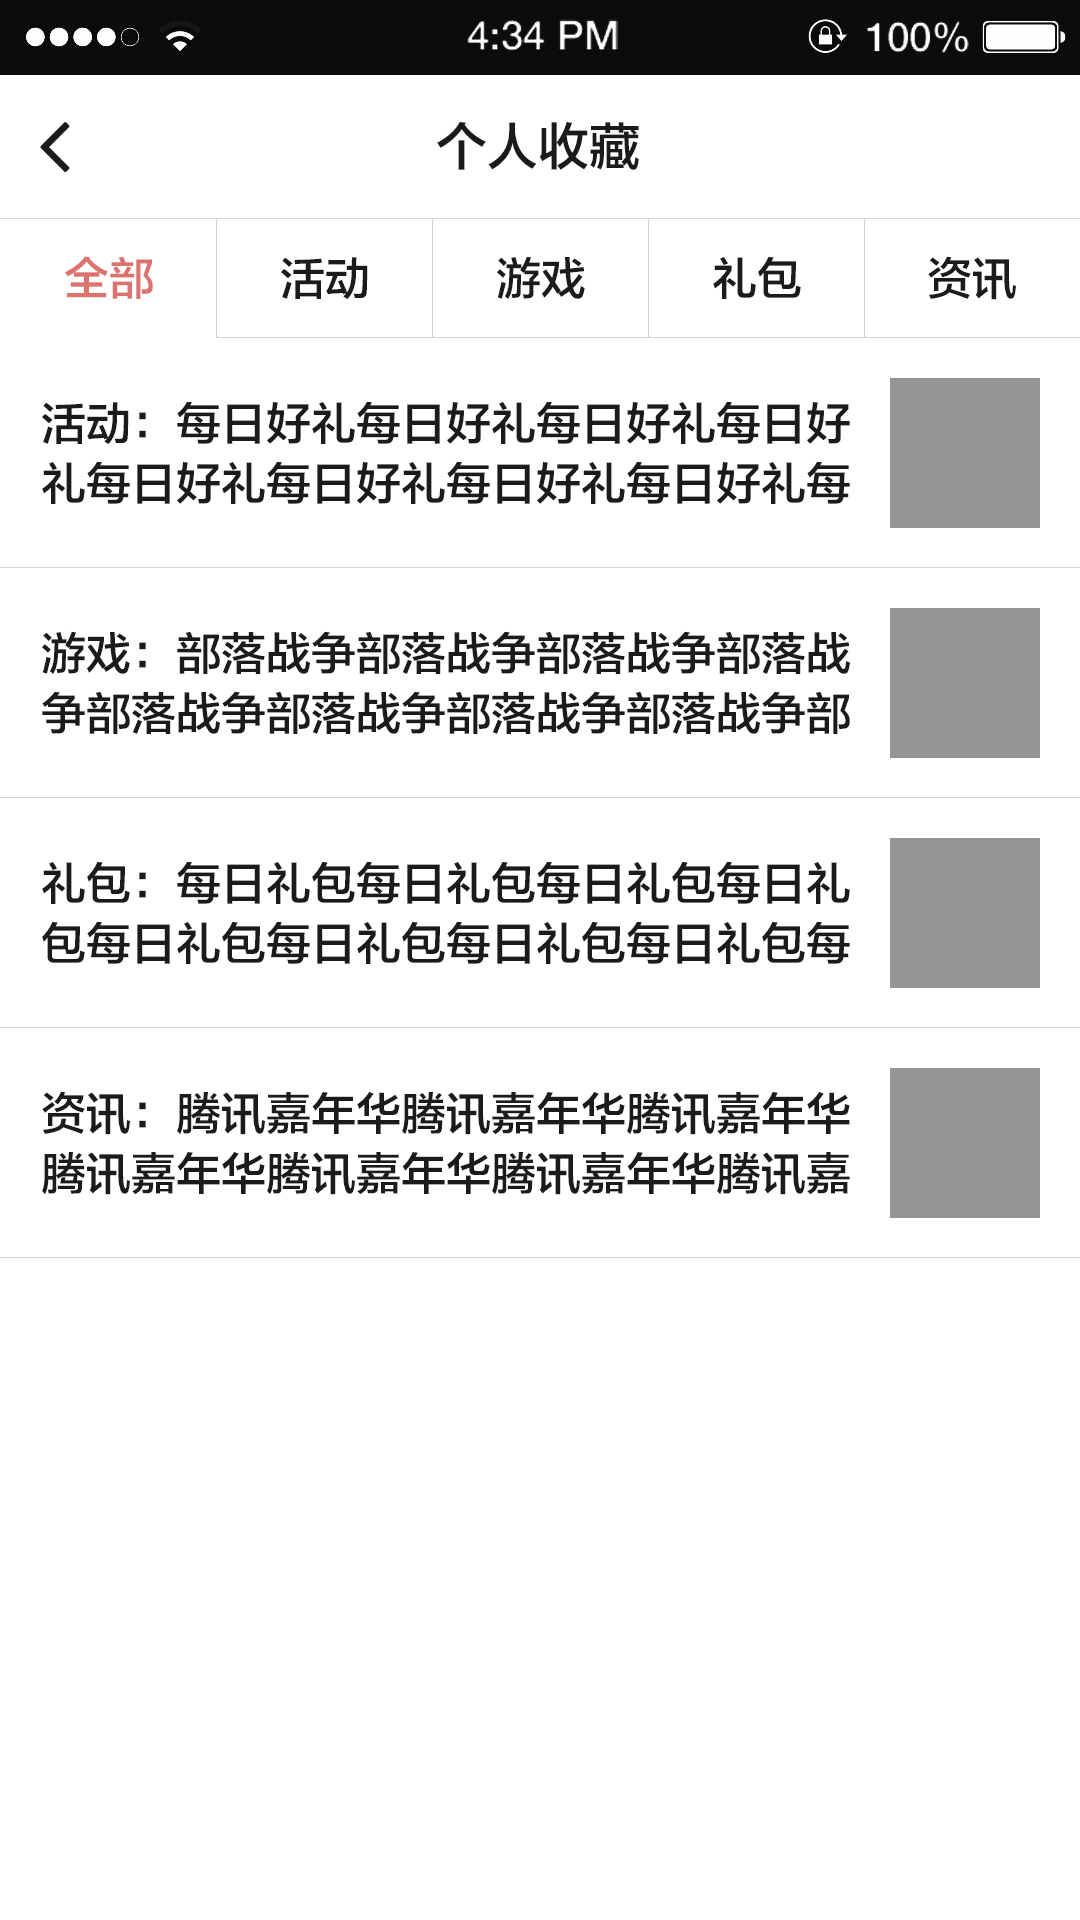 4:34 PM
100%
个人收藏
全部
活动
游戏
礼包
资讯
活动：每日好礼每日好礼每日好礼每日好
礼每日好礼每日好礼每日好礼每日好礼每
游戏：部落战争部落战争部落战争部落战
争部落战争部落战争部落战争部落战争部
礼包：每日礼包每日礼包每日礼包每日礼
包每日礼包每日礼包每日礼包每日礼包每
资讯：腾讯嘉年华腾讯嘉年华腾讯嘉年华
腾讯嘉年华腾讯嘉年华腾讯嘉年华腾讯嘉